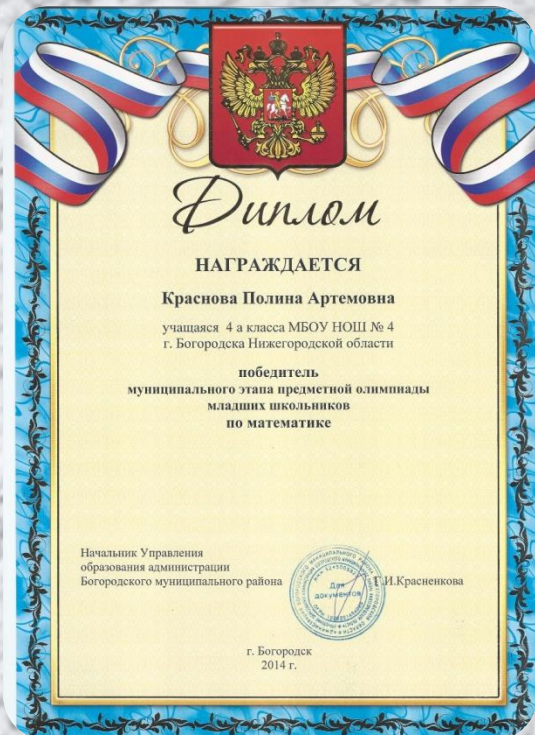 Диплом
НАГРАЖДАЕТСЯ
Краснова Полина Артемовна
учащаяся 4 а класса МБОУ НОШ № 4
г. Богородска Нижегородской области
победитель
муниципального этапа предметной олимпиады
младших школьников
по математике
Начальник Управления
образования администрации
Богородского муниципального района
Г.И.Красненкова
Для
документов
г. Богородск
2014 г.